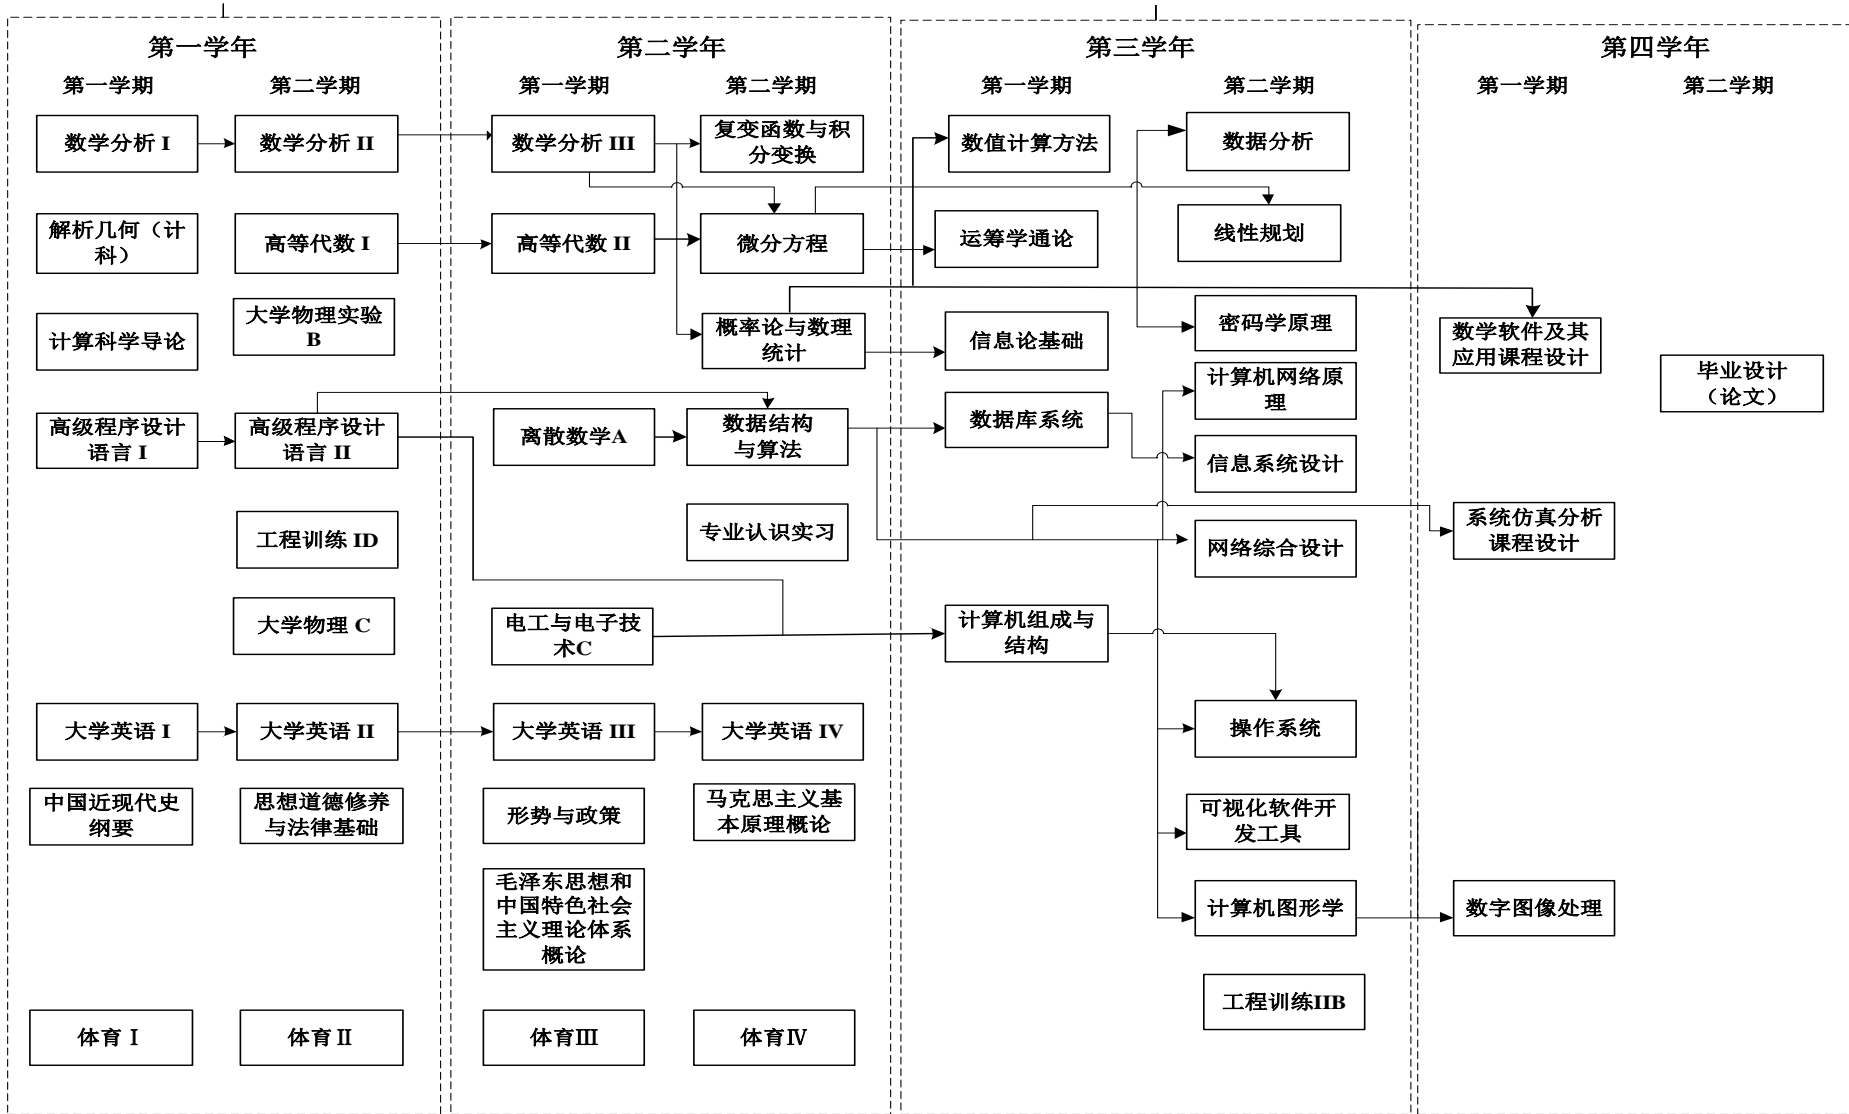 第一学年
第一学期
第二学期
数学分析 I
数学分析 II
解析几何（计
科）
高等代数 I
计算科学导论
大学物理实验
B
高级程序设计
语言 I
高级程序设计
语言 II
工程训练 ID
大学物理 C
大学英语 I
大学英语 II
中国近现代史
纲要
思想道德修养
与法律基础
体育 Ⅰ
体育 Ⅱ
第二学年
第一学期
第二学期
数学分析 III
复变函数与积
分变换
高等代数 II
微分方程
概率论与数理
统计
离散数学A
数据结构
与算法
专业认识实习
电工与电子技
术C
大学英语 III
大学英语 IV
形势与政策
马克思主义基
本原理概论
毛泽东思想和
中国特色社会
主义理论体系
概论
体育Ⅲ
体育Ⅳ
第三学年
第一学期
第二学期
数值计算方法
数据分析
运筹学通论
线性规划
信息论基础
密码学原理
计算机网络原
理
数据库系统
信息系统设计
网络综合设计
计算机组成与
结构
操作系统
可视化软件开
发工具
计算机图形学
工程训练IIB
第四学年
第一学期
第二学期
数学软件及其
应用课程设计
毕业设计
（论文）
系统仿真分析
课程设计
数字图像处理